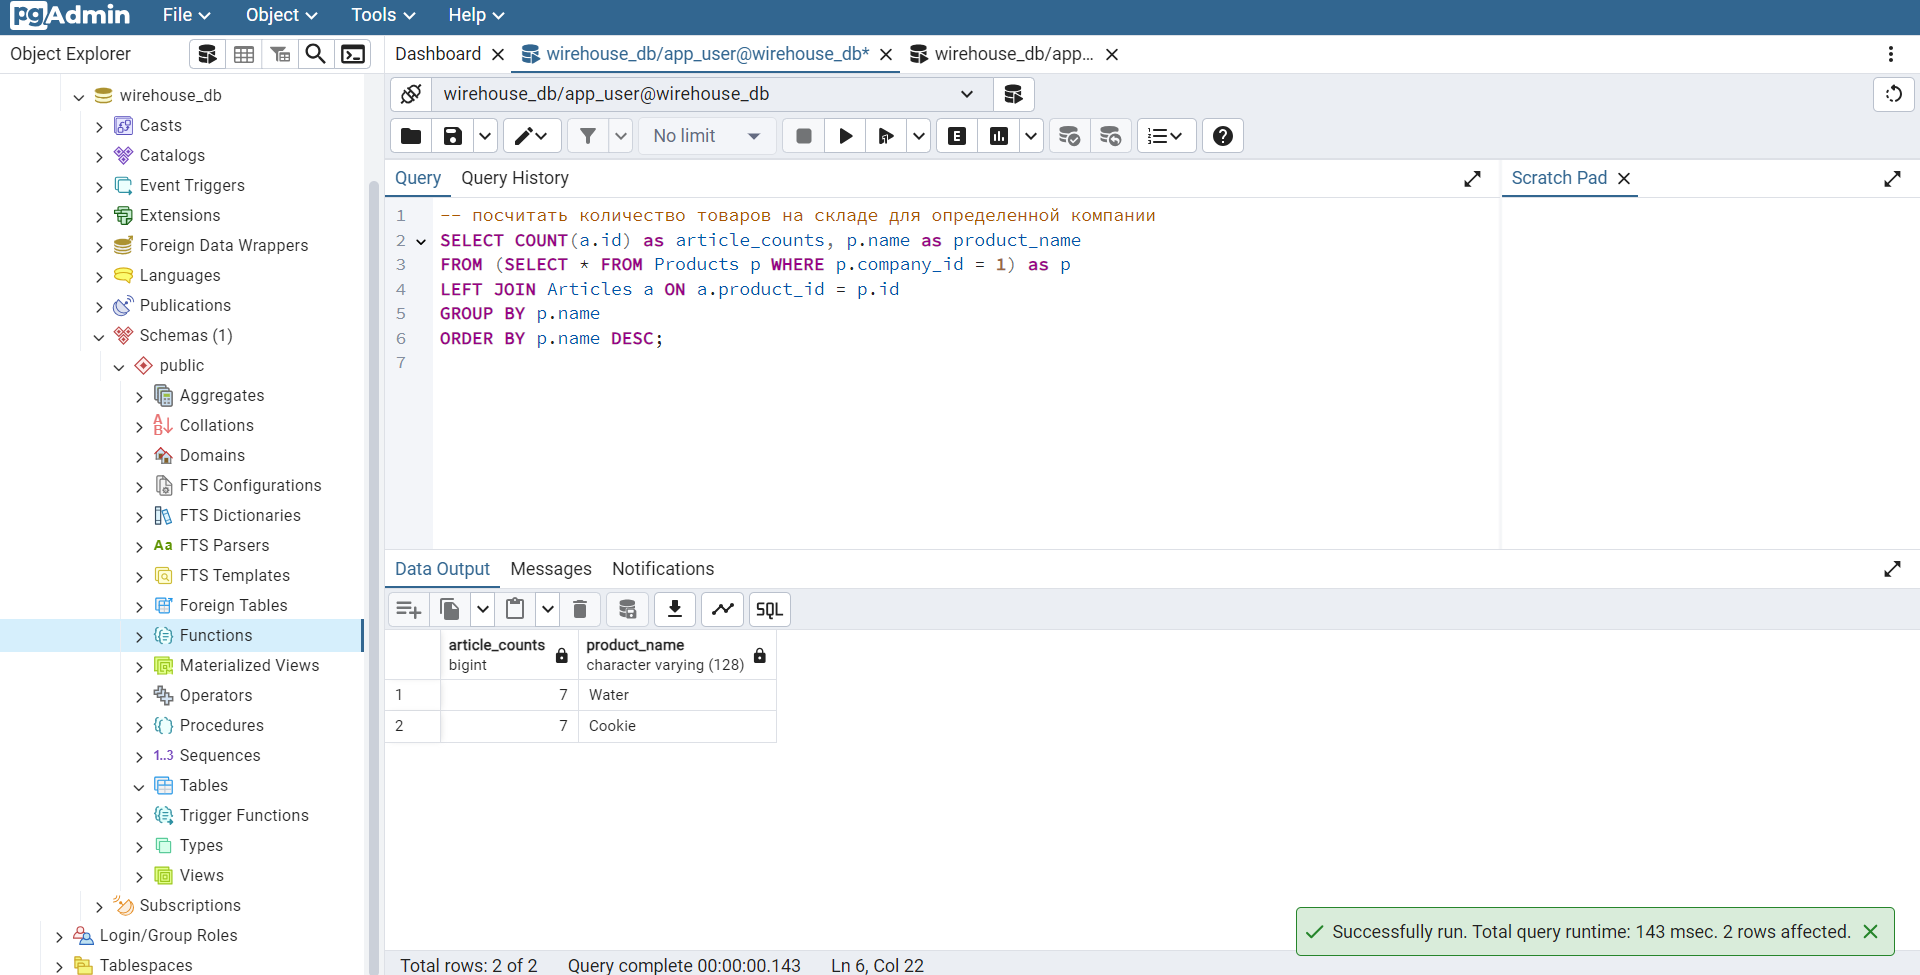 pgAdmin File Object Tools Help
Object Explorer
Dashboard wirehouse_db/app_user@wirehouse_db* wirehouse_db/app...
wirehouse_db
Casts
Catalogs
Event Triggers
Extensions
Foreign Data Wrappers
Languages
Publications
Schemas (1)
public
Aggregates
Collations
Domains
FTS Configurations
FTS Dictionaries
Aa FTS Parsers
FTS Templates
Foreign Tables
Functions
Materialized Views
Operators
Procedures
1..3 Sequences
Tables
Trigger Functions
Types
Views
Subscriptions
Login/Group Roles
Tablespaces
wirehouse_db/app_user@wirehouse_db
No limit
E
Query Query History
Scratch Pad
1 -- посчитать количество товаров на складе для определенной компании
2 SELECT COUNT(a.id) as article_counts, p.name as product_name
3 FROM (SELECT * FROM Products p WHERE p.company_id = 1) as p
4 LEFT JOIN Articles a ON a.product_id = p.id
5 GROUP BY p.name
6 ORDER BY p.name DESC;
7
Data Output Messages Notifications
SQL
article_counts product_name
bigint character varying (128)
1 7 Water
2 7 Cookie
Successfully run. Total query runtime: 143 msec. 2 rows affected.
Total rows: 2 of 2 Query complete 00:00:00.143 Ln 6, Col 22